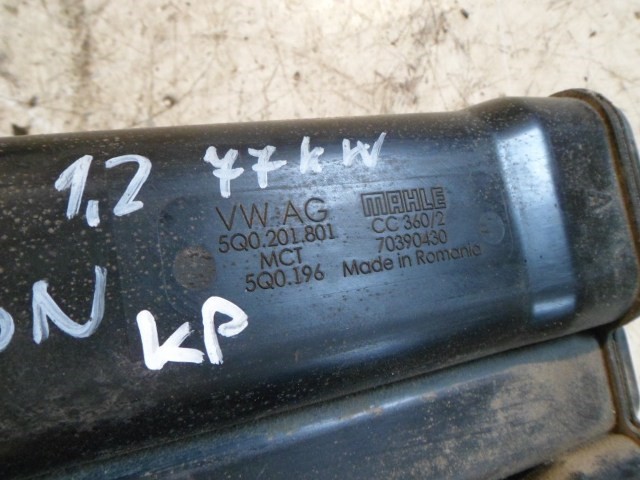 1,2 77kW
VW AG
5Q0.201.801
MCT
5Q0.196
MAHLE
CC 360/2
70390430
Made in Romania
KP